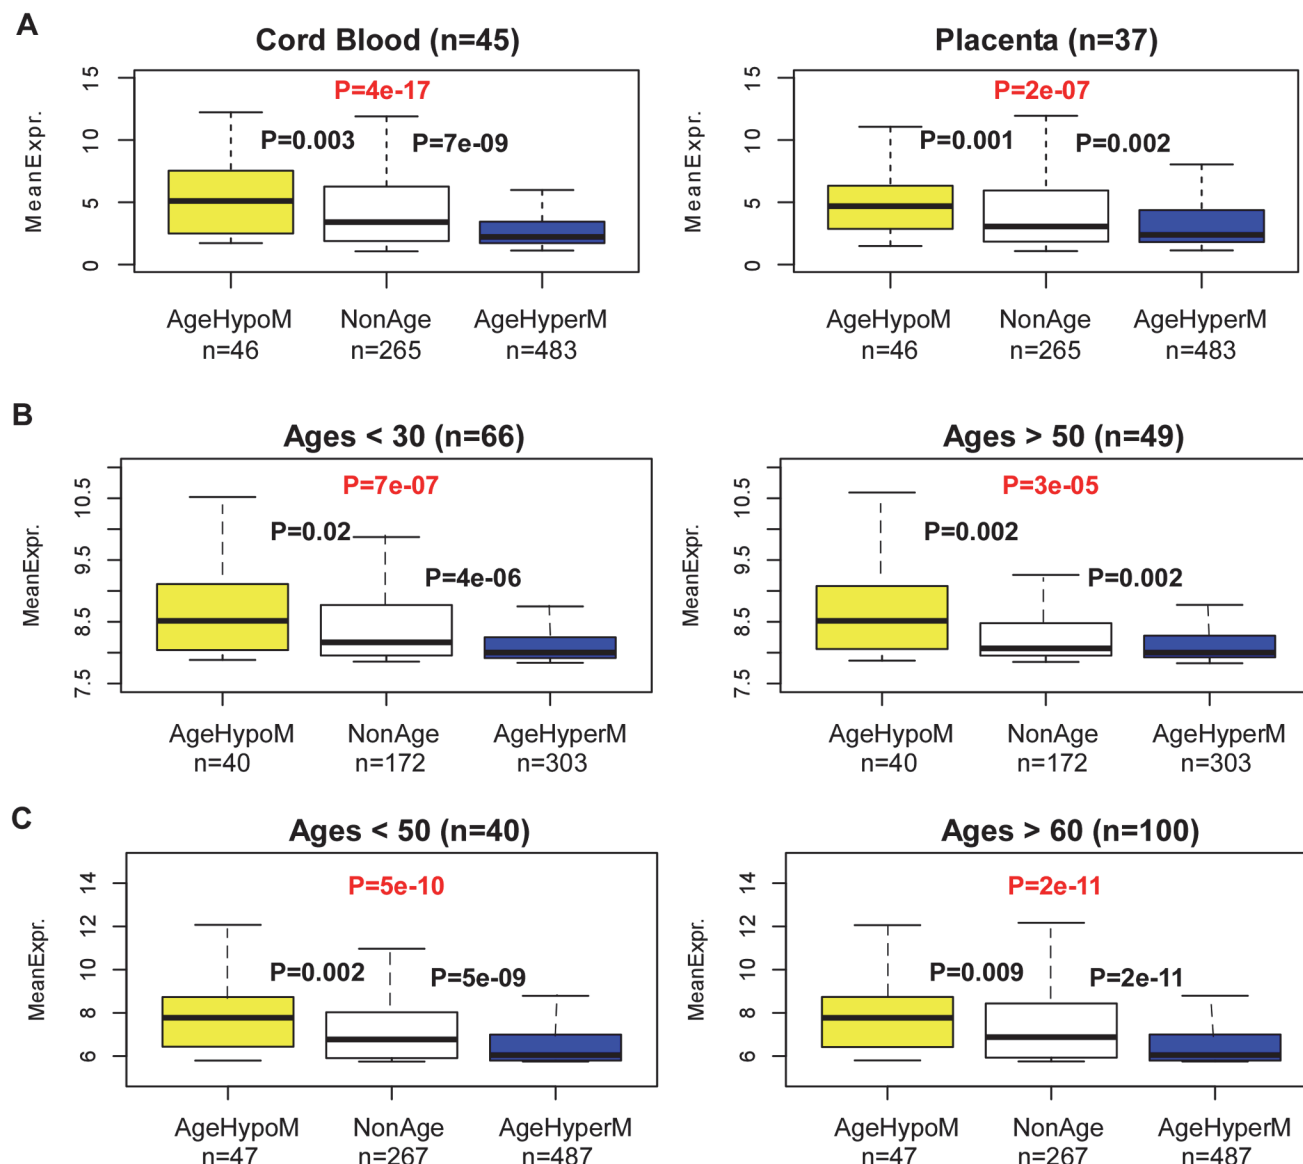 A
Cord Blood (n=45)
MeanExpr.
15
10
5
0
P=4e-17
P=0.003
P=7e-09
AgeHypoM
n=46
NonAge
n=265
AgeHyperM
n=483
Placenta (n=37)
MeanExpr.
15
10
5
0
P=2e-07
P=0.001
P=0.002
AgeHypoM
n=46
NonAge
n=265
AgeHyperM
n=483
B
Ages < 30 (n=66)
MeanExpr.
10.5
9.5
8.5
7.5
P=7e-07
P=0.02
P=4e-06
AgeHypoM
n=40
NonAge
n=172
AgeHyperM
n=303
Ages > 50 (n=49)
MeanExpr.
10.5
9.5
8.5
7.5
P=3e-05
P=0.002
P=0.002
AgeHypoM
n=40
NonAge
n=172
AgeHyperM
n=303
C
Ages < 50 (n=40)
MeanExpr.
14
12
10
8
6
P=5e-10
P=0.002
P=5e-09
AgeHypoM
n=47
NonAge
n=267
AgeHyperM
n=487
Ages > 60 (n=100)
MeanExpr.
14
12
10
8
6
P=2e-11
P=0.009
P=2e-11
AgeHypoM
n=47
NonAge
n=267
AgeHyperM
n=487